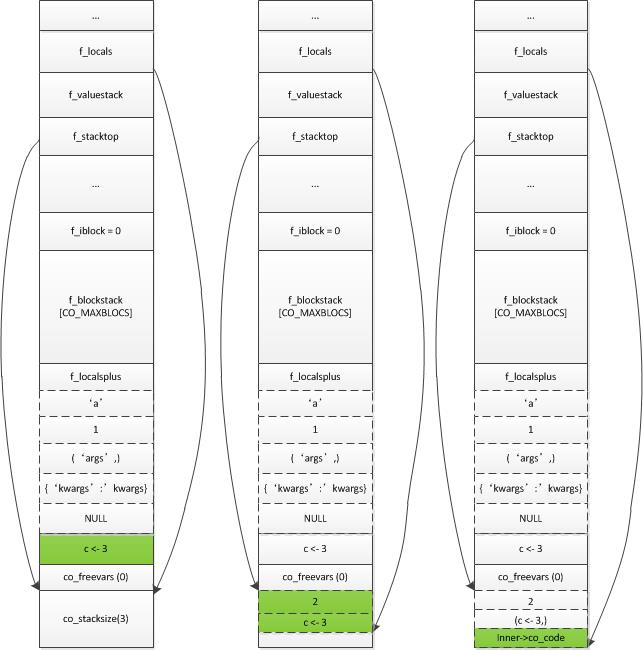 ...
f_locals
f_valuestack
f_stacktop
...
f_iblock = 0
f_blockstack
[CO_MAXBLOCS]
f_localsplus
‘a’
1
( ‘args’ ,)
{ ‘kwargs’ :’ kwargs}
NULL
c <- 3
co_freevars (0)
co_stacksize(3)
...
f_locals
f_valuestack
f_stacktop
...
f_iblock = 0
f_blockstack
[CO_MAXBLOCS]
f_localsplus
‘a’
1
( ‘args’ ,)
{ ‘kwargs’ :’ kwargs}
NULL
c <- 3
co_freevars (0)
2
c <- 3
...
f_locals
f_valuestack
f_stacktop
...
f_iblock = 0
f_blockstack
[CO_MAXBLOCS]
f_localsplus
‘a’
1
( ‘args’ ,)
{ ‘kwargs’ :’ kwargs}
NULL
c <- 3
co_freevars (0)
2
(c <- 3,)
Inner->co_code